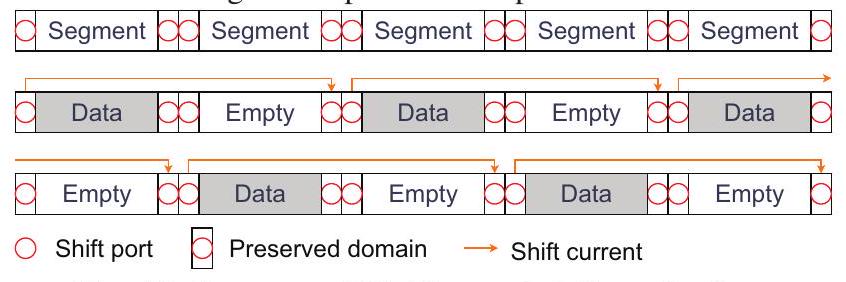 Segment Segment Segment Segment Segment
Data Empty Data Empty Data
Empty Data Empty Data Empty
Shift port Preserved domain Shift current